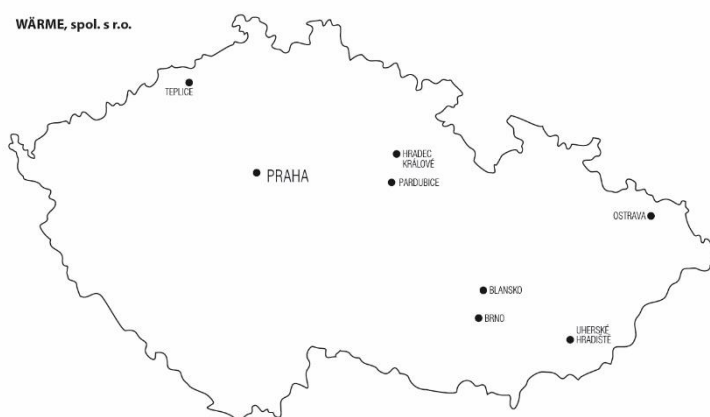 WÄRME, spol. s r.o.
TEPLICE
HRADEC
KRÁLOVÉ
PRAHA
PARDUBICE
OSTRAVA
BLANSKO
BRNO
UHERSKÉ
HRADIŠTĚ